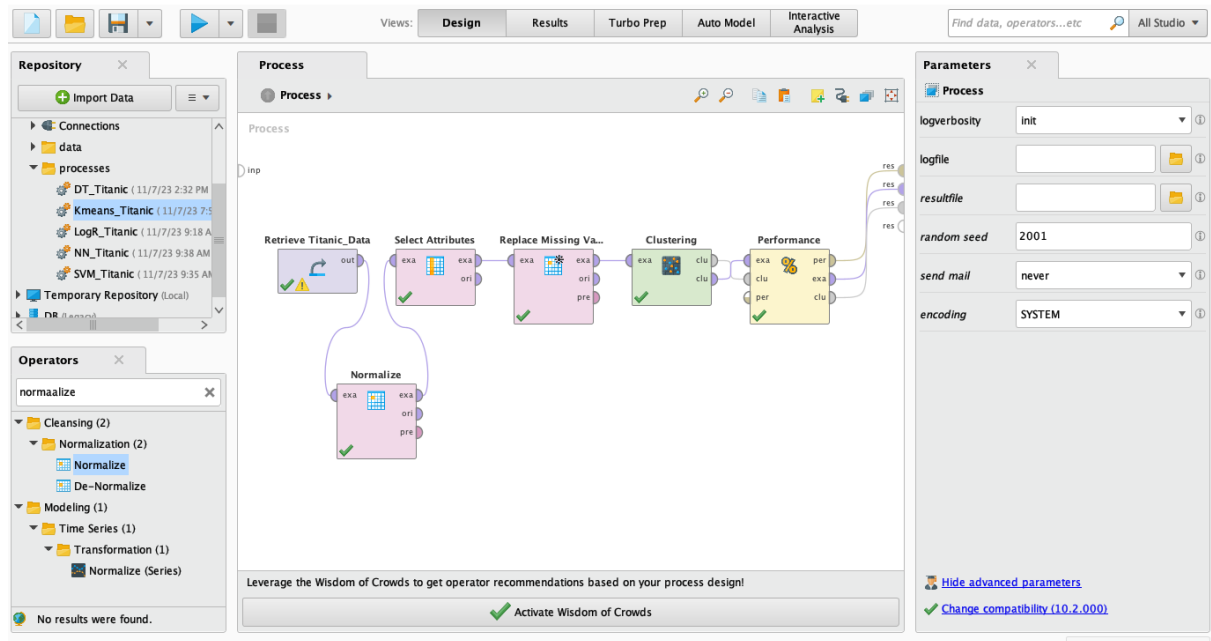 Views: Design Results Turbo Prep Auto Model Interactive Analysis Find data, operators...etc All Studio
Repository
Import Data
Connections
data
processes
DT_Titanic (11/7/23 2:32 PM
Kmeans_Titanic (11/7/23 7:5
LogR_Titanic (11/7/23 9:18 A
NN_Titanic (11/7/23 9:38 AM
SVM_Titanic (11/7/23 9:35 AM
Temporary Repository (Local)
DB (Legacy)
Operators
normaalize
Cleansing (2)
Normalization (2)
Normalize
De-Normalize
Modeling (1)
Time Series (1)
Transformation (1)
Normalize (Series)
No results were found.
Process
Process
Process
inp
res
res
res
res
Retrieve Titanic_Data Select Attributes Replace Missing Va... Clustering Performance
out exa exa exa exa exa clu exa per
ori ori clu clu exa
pre per clu
Normalize
exa exa
ori
pre
Leverage the Wisdom of Crowds to get operator recommendations based on your process design!
Activate Wisdom of Crowds
Parameters
Process
logverbosity init
logfile
resultfile
random seed 2001
send mail never
encoding SYSTEM
Hide advanced parameters
Change compatibility (10.2.000)